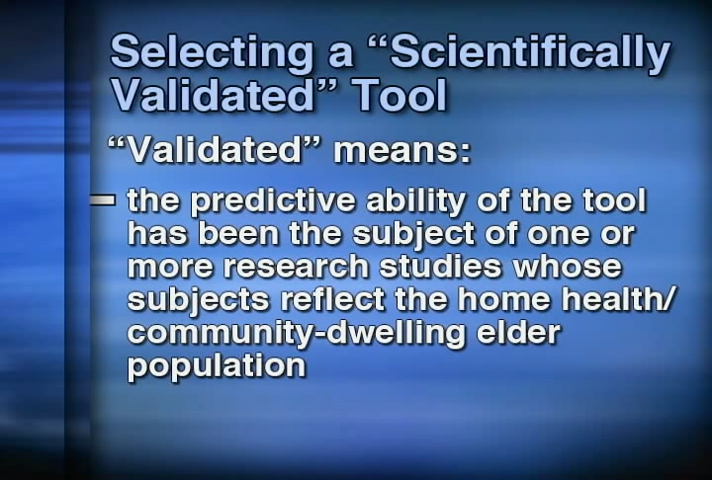 Selecting a “Scientifically
Validated” Tool
“Validated” means:
– the predictive ability of the tool
has been the subject of one or
more research studies whose
subjects reflect the home health/
community-dwelling elder
population